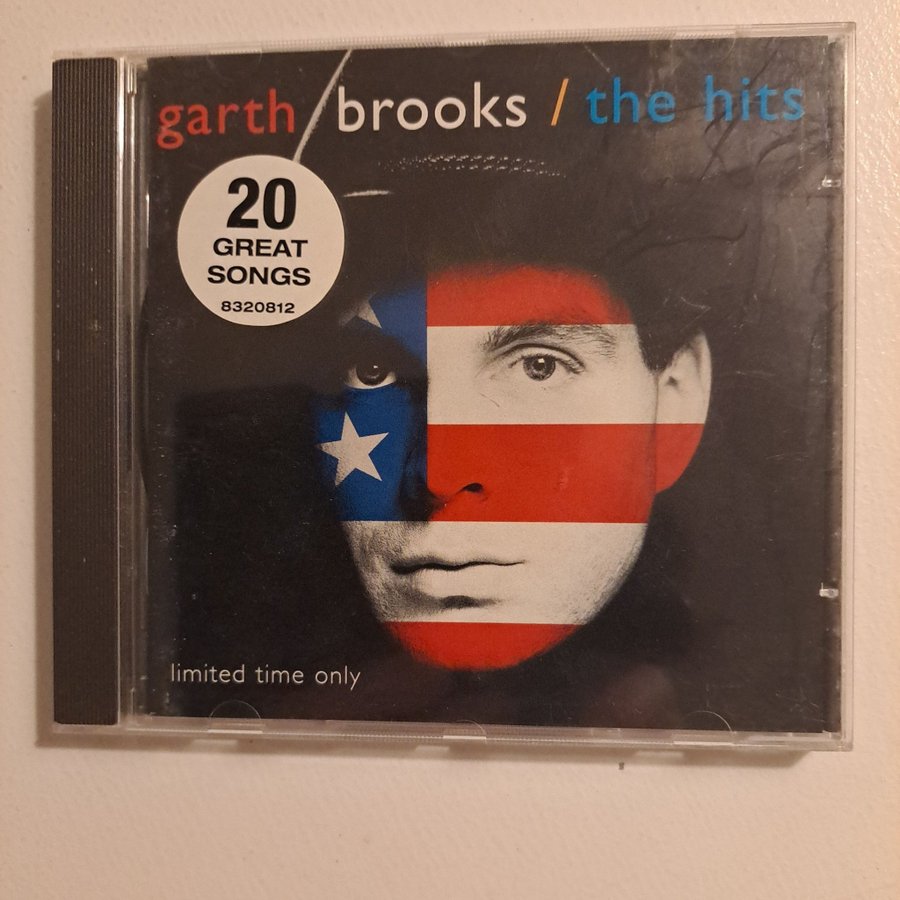 garth / brooks / the hits
20
GREAT
SONGS
8320812
limited time only